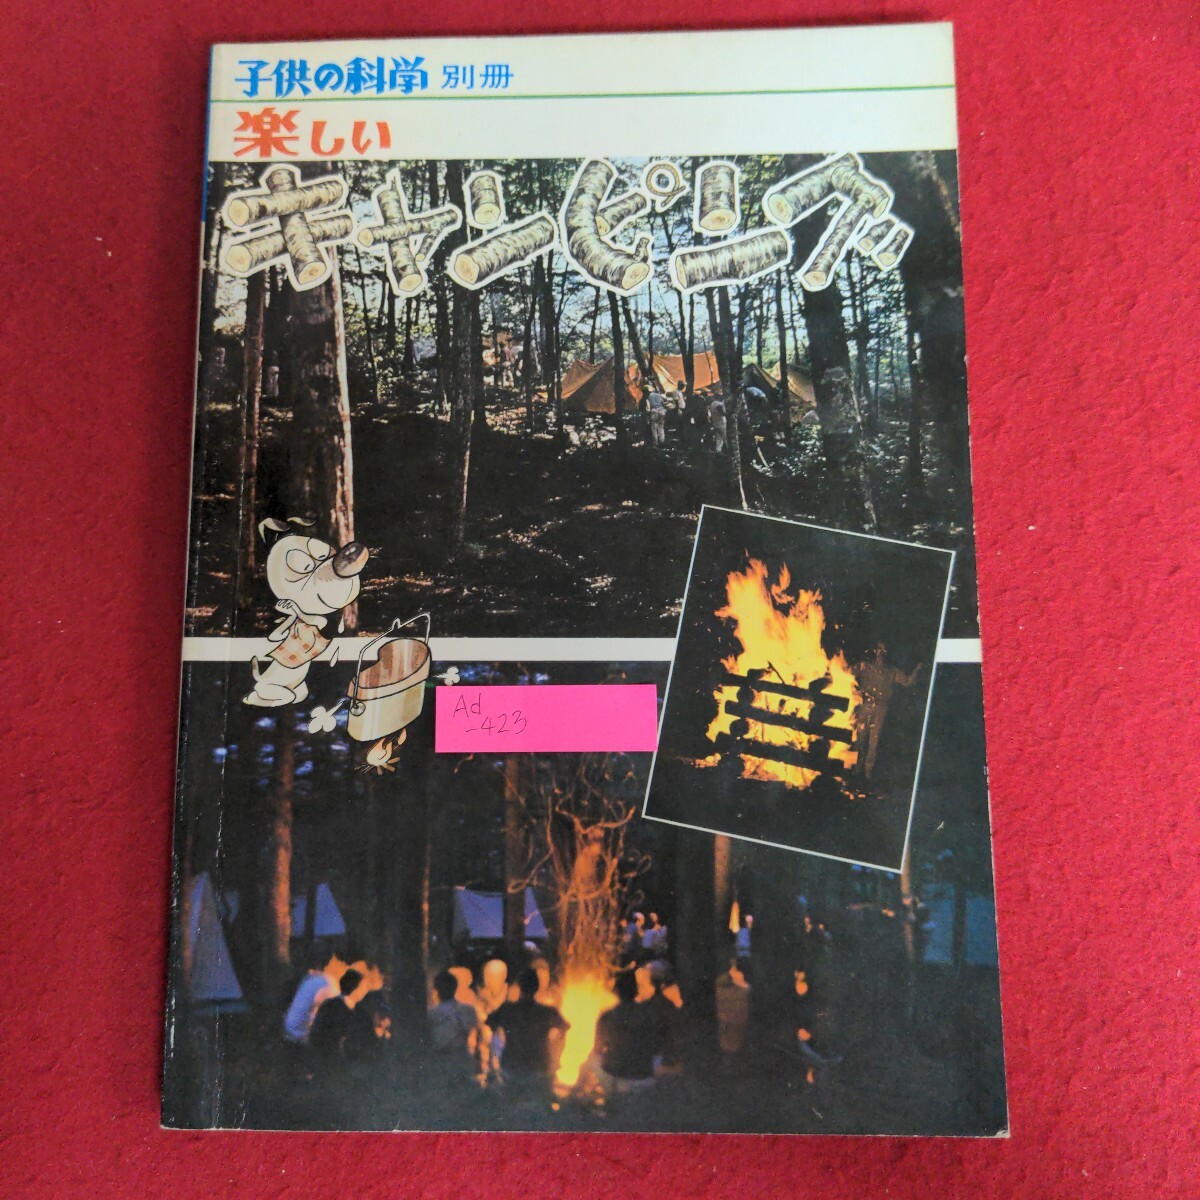 子供の科学 別冊
楽しい
キャンピング
Ad
-423